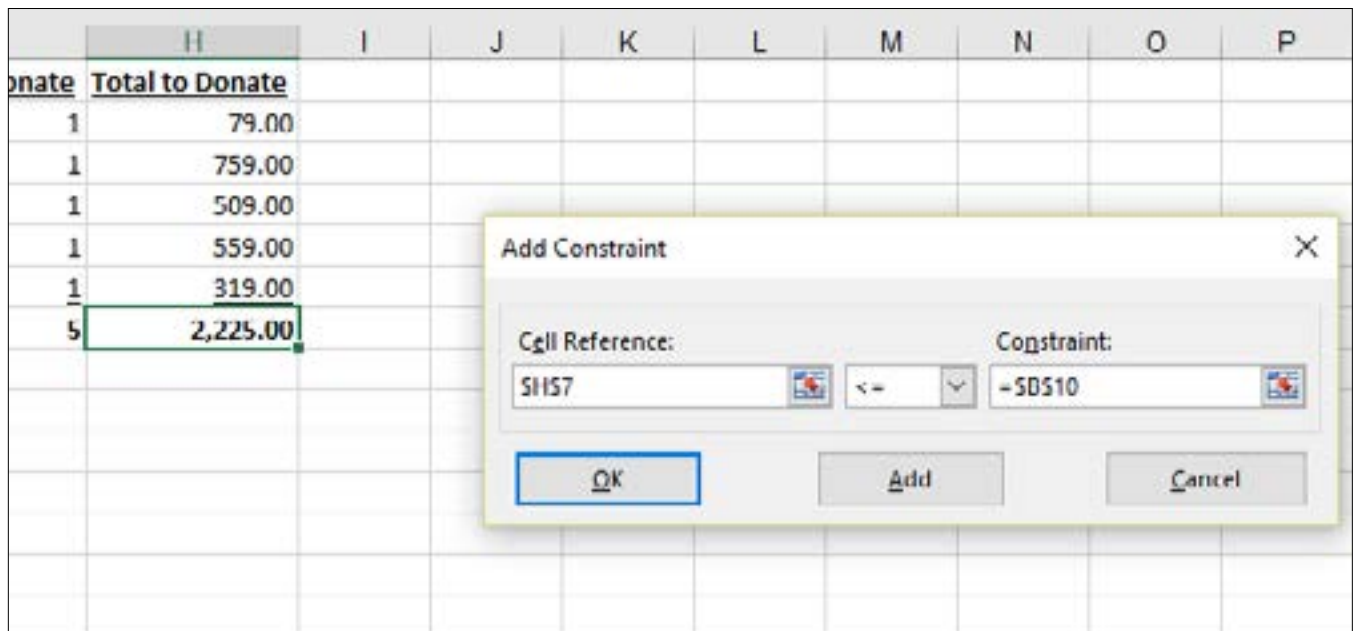 H I J K L M N O P
onate Total to Donate
1 79.00
1 759.00
1 509.00
1 559.00
1 319.00
5 2,225.00
Add Constraint
Cell Reference: Constraint:
$H$7 <= =$B$10
OK Add Cancel